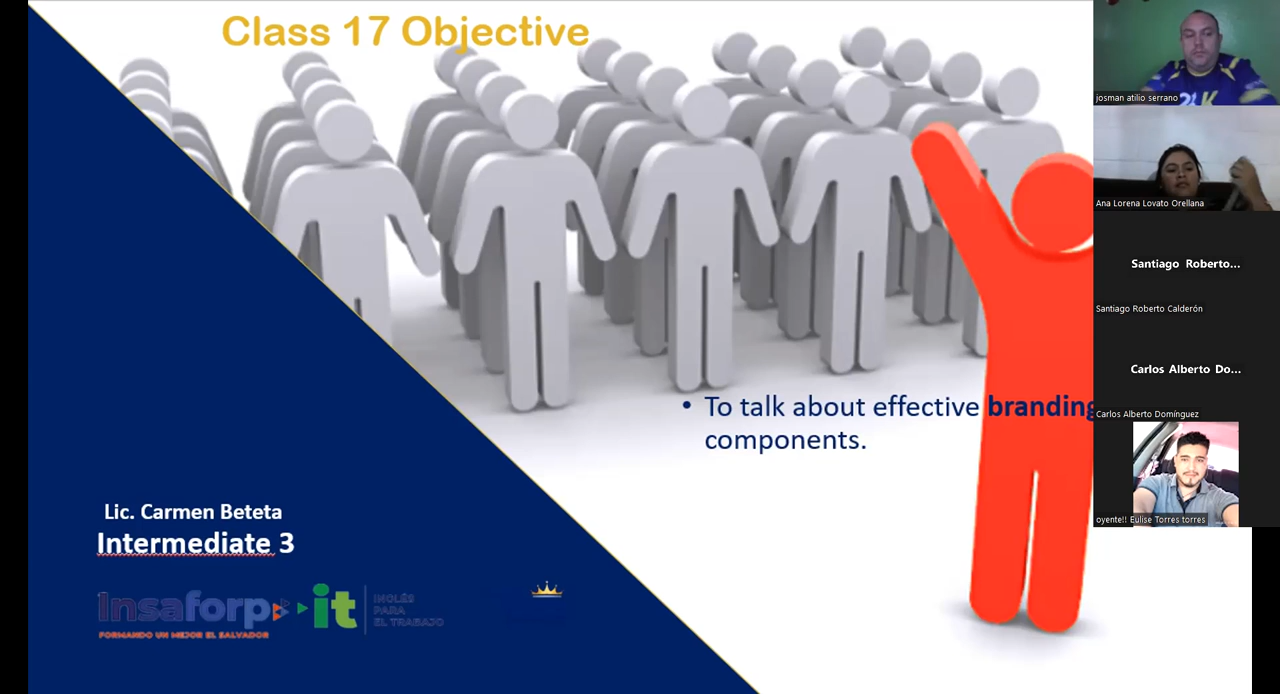 Class 17 Objective
• To talk about effective branding
components.
Lic. Carmen Beteta
Intermediate 3
Insaforp
FORMANDO UN MEJOR EL SALVADOR
it
INGLÉS
PARA
EL TRABAJO
josman atilio serrano
Ana Lorena Lovato Orellana
Santiago Roberto...
Santiago Roberto Calderón
Carlos Alberto Do...
Carlos Alberto Domínguez
oyente!! Eulise Torres torres